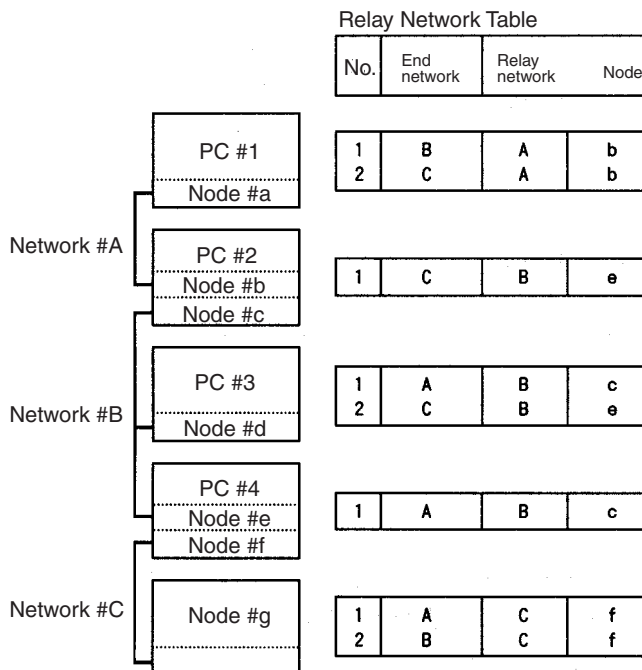 Relay Network Table
No. End network Relay network Node
PC #1
Node #a
1 B A b
2 C A b
Network #A
PC #2
Node #b
Node #c
1 C B e
Network #B
PC #3
Node #d
1 A B c
2 C B e
PC #4
Node #e
Node #f
1 A B c
Network #C
Node #g
1 A C f
2 B C f